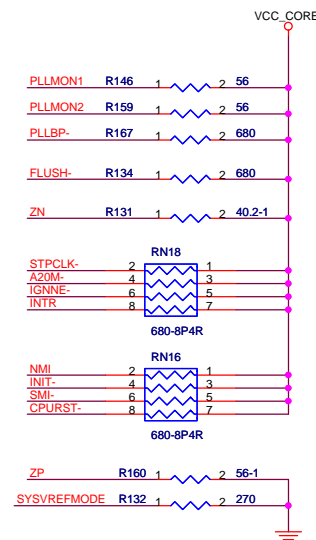 VCC_CORE
PLLMON1 R146 1 2 56
PLLMON2 R159 1 2 56
PLLBP- R167 1 2 680
FLUSH- R134 1 2 680
ZN R131 1 2 40.2-1
RN18
STPCLK- 2 1
A20M- 4 3
IGNNE- 6 5
INTR 8 7
680-8P4R
RN16
NMI 2 1
INIT- 4 3
SMI- 6 5
CPURST- 8 7
680-8P4R
ZP R160 1 2 56-1
SYSVREFMODE R132 1 2 270